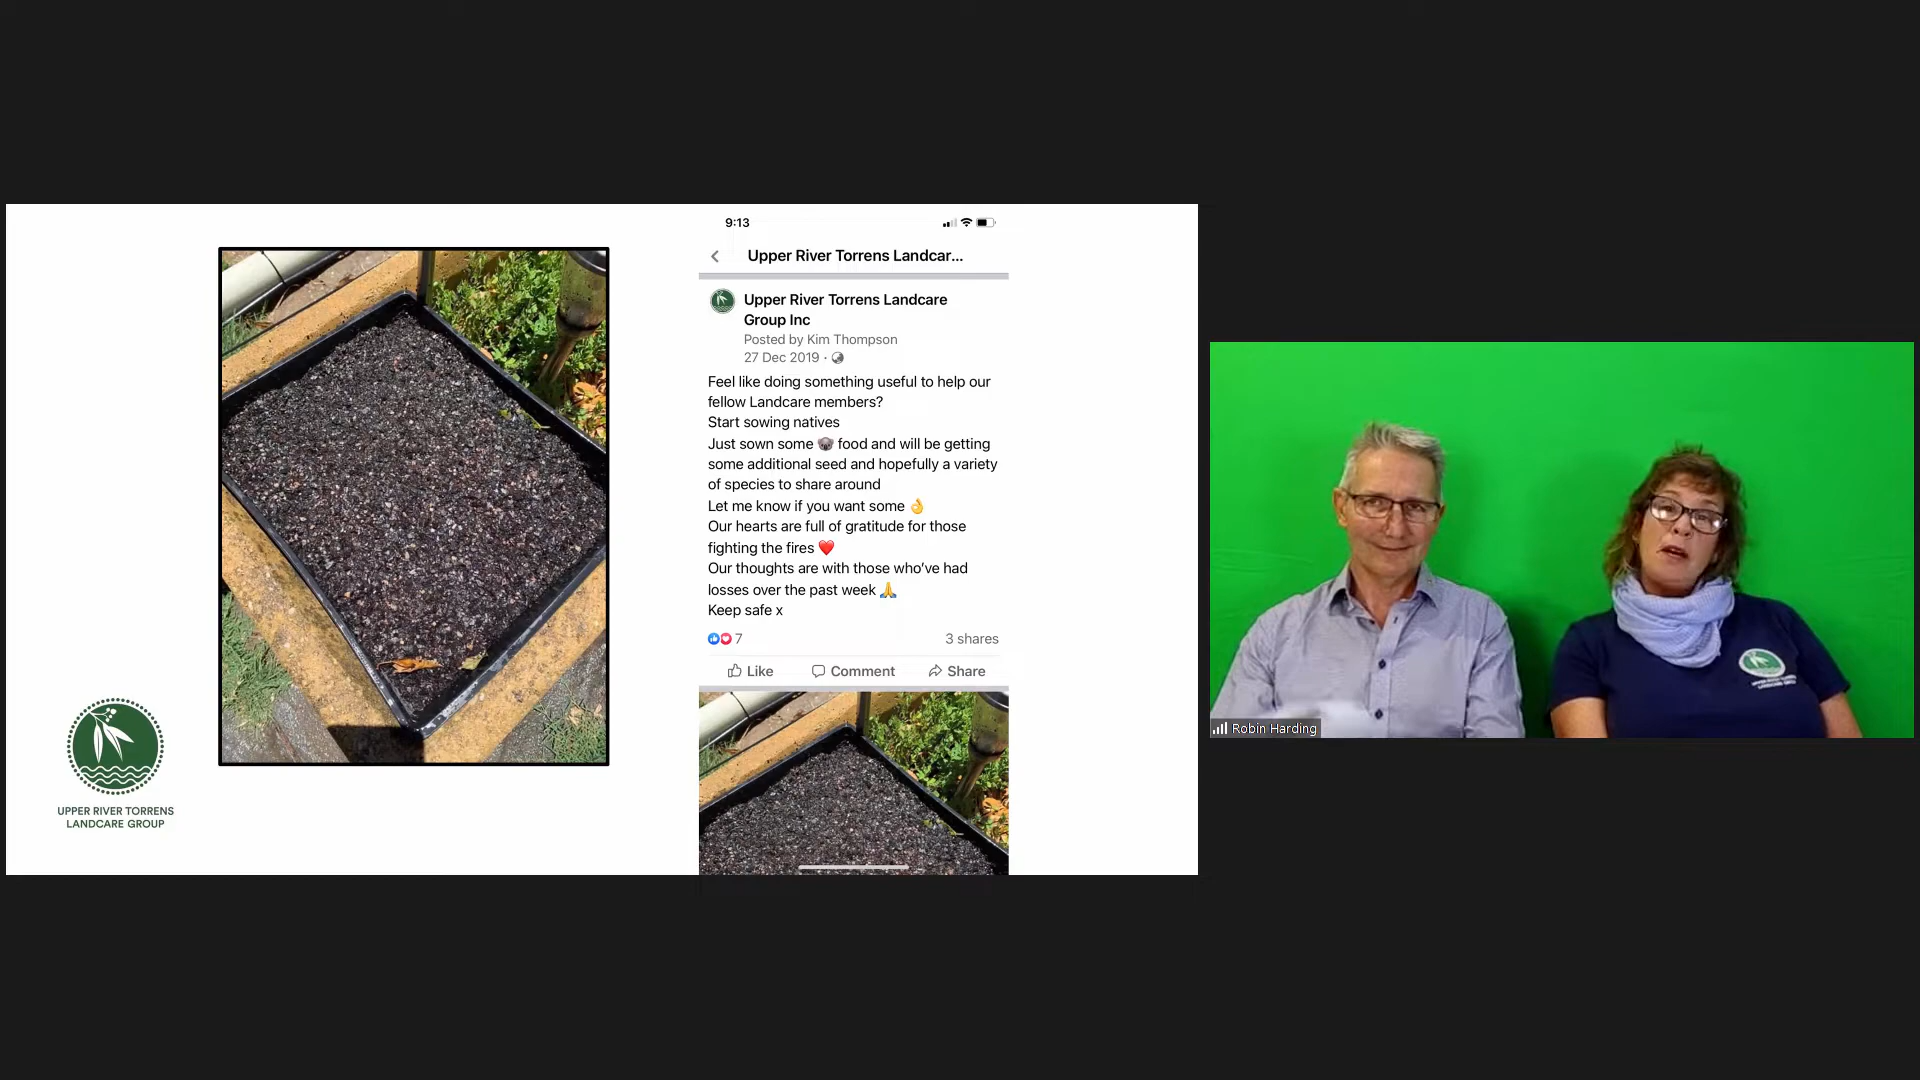 9:13
Upper River Torrens Landcar...
Upper River Torrens Landcare
Group Inc
Posted by Kim Thompson
27 Dec 2019 ·
Feel like doing something useful to help our
fellow Landcare members?
Start sowing natives
Just sown some 🐨 food and will be getting
some additional seed and hopefully a variety
of species to share around
Let me know if you want some 👌
Our hearts are full of gratitude for those
fighting the fires ❤️
Our thoughts are with those who've had
losses over the past week 🙏
Keep safe x
7
3 shares
Like Comment Share
UPPER RIVER TORRENS
LANDCARE GROUP
UPPER RIVER TORRENS
LANDCARE GROUP
Robin Harding